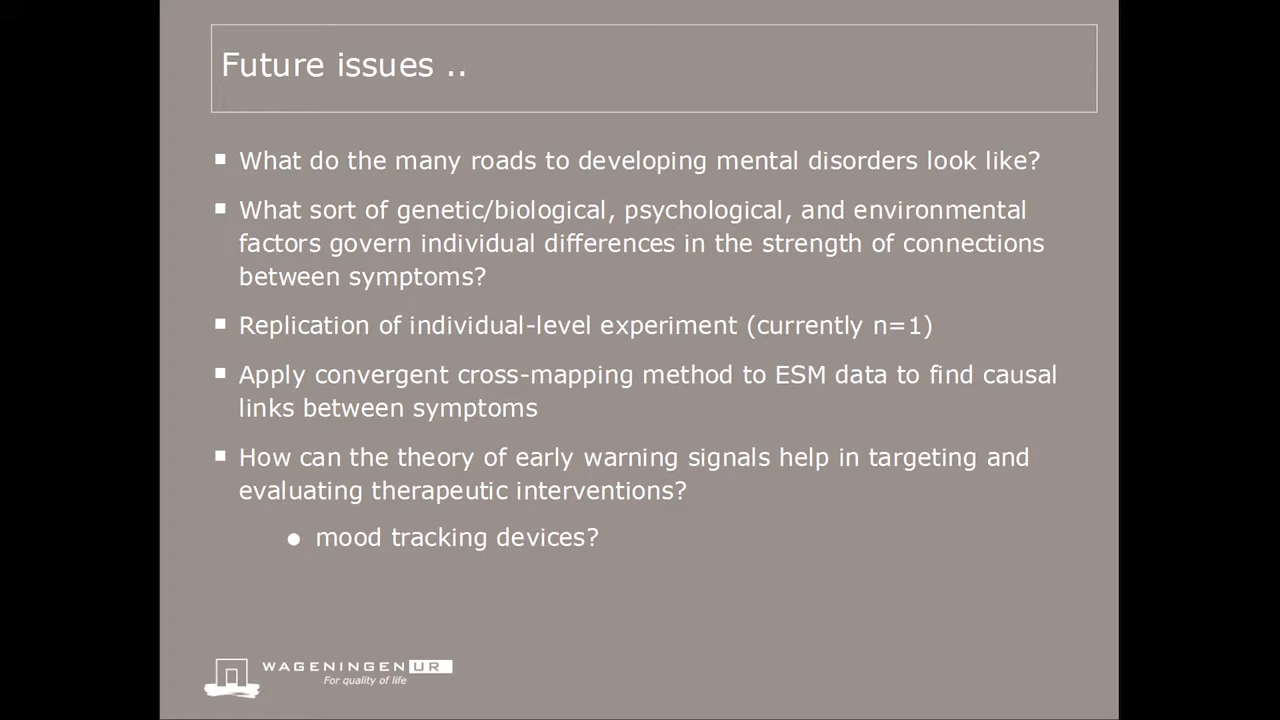 Future issues ..
What do the many roads to developing mental disorders look like?
What sort of genetic/biological, psychological, and environmental
factors govern individual differences in the strength of connections
between symptoms?
Replication of individual-level experiment (currently n=1)
Apply convergent cross-mapping method to ESM data to find causal
links between symptoms
How can the theory of early warning signals help in targeting and
evaluating therapeutic interventions?
mood tracking devices?
WAGENINGEN UR
For quality of life